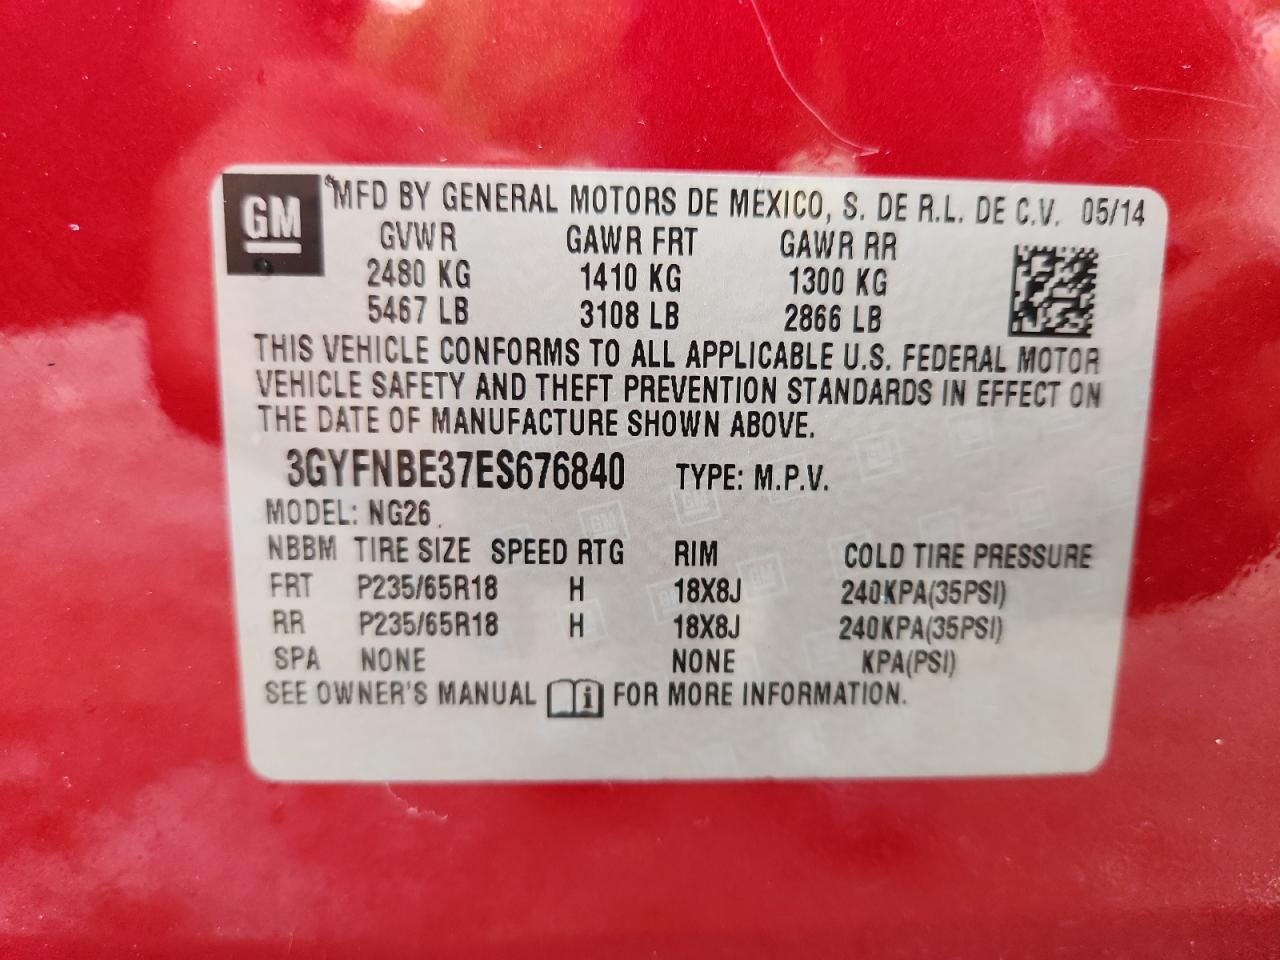 GM
®MFD BY GENERAL MOTORS DE MEXICO, S. DE R.L. DE C.V. 05/14
GVWR GAWR FRT GAWR RR
2480 KG 1410 KG 1300 KG
5467 LB 3108 LB 2866 LB
THIS VEHICLE CONFORMS TO ALL APPLICABLE U.S. FEDERAL MOTOR
VEHICLE SAFETY AND THEFT PREVENTION STANDARDS IN EFFECT ON
THE DATE OF MANUFACTURE SHOWN ABOVE.
3GYFNBE37ES676840 TYPE: M.P.V.
MODEL: NG26
NBBM TIRE SIZE SPEED RTG RIM COLD TIRE PRESSURE
FRT P235/65R18 H 18X8J 240KPA(35PSI)
RR P235/65R18 H 18X8J 240KPA(35PSI)
SPA NONE NONE KPA(PSI)
SEE OWNER'S MANUAL i FOR MORE INFORMATION.